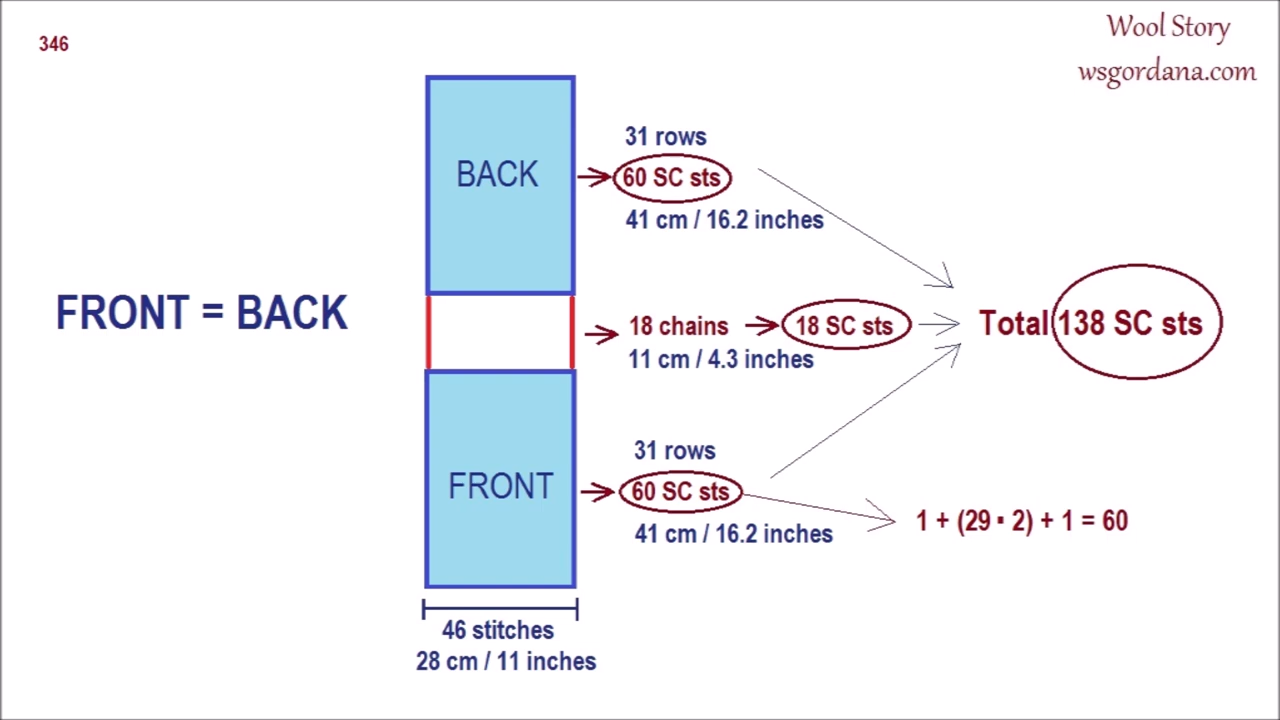 346
Wool Story
wsgordana.com
BACK
31 rows
60 SC sts
41 cm / 16.2 inches
FRONT = BACK
18 chains
18 SC sts
11 cm / 4.3 inches
Total 138 SC sts
FRONT
31 rows
60 SC sts
41 cm / 16.2 inches
1 + (29 ▪ 2) + 1 = 60
46 stitches
28 cm / 11 inches